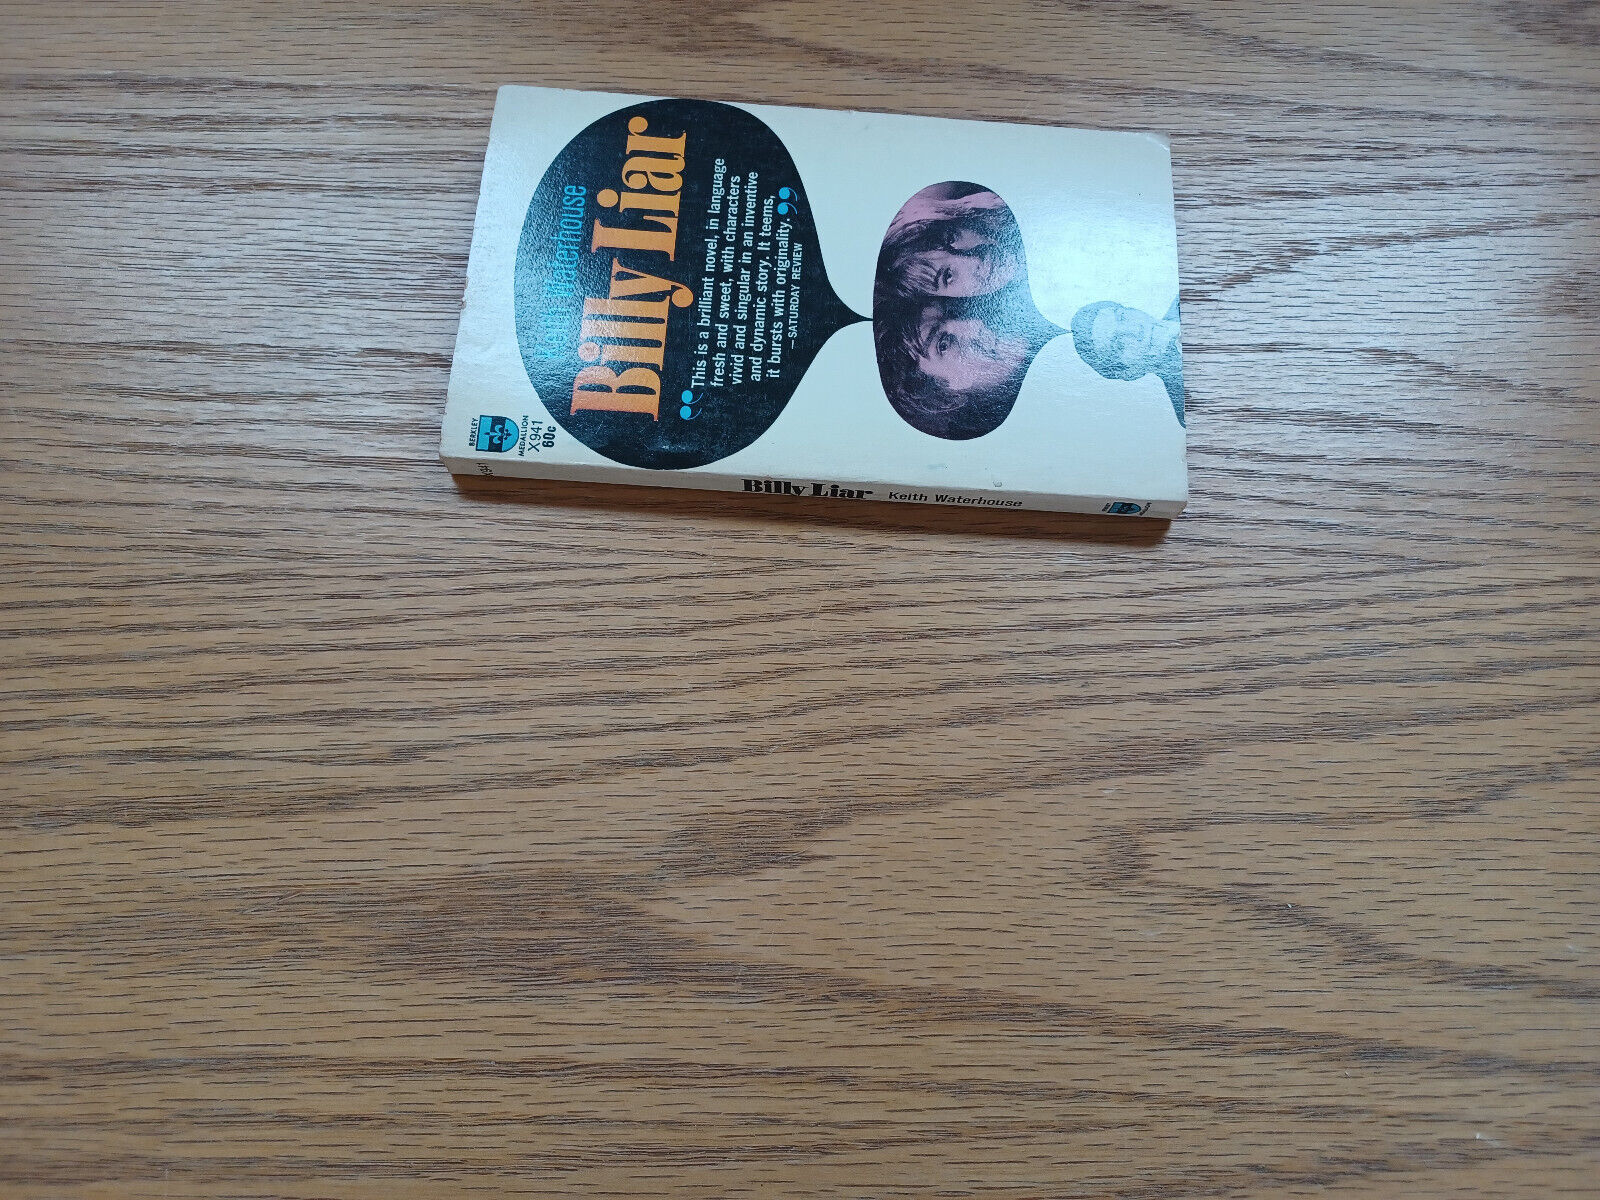 BERKLEY
MEDALLION
X941
60c
Keith Waterhouse
Billy Liar
“This is a brilliant novel, in language
fresh and sweet, with characters
vivid and singular in an inventive
and dynamic story. It teems,
it bursts with originality.”
—SATURDAY REVIEW
X941
Billy Liar Keith Waterhouse